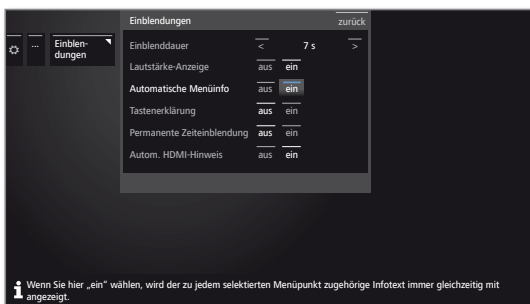 Einblendungen zurück
... Einblen-
dungen
Einblenddauer < 7 s >
Lautstärke-Anzeige aus ein
Automatische Menüinfo aus ein
Tastenerklärung aus ein
Permanente Zeiteinblendung aus ein
Autom. HDMI-Hinweis aus ein
Wenn Sie hier „ein" wählen, wird der zu jedem selektierten Menüpunkt zugehörige Infotext immer gleichzeitig mit
angezeigt.